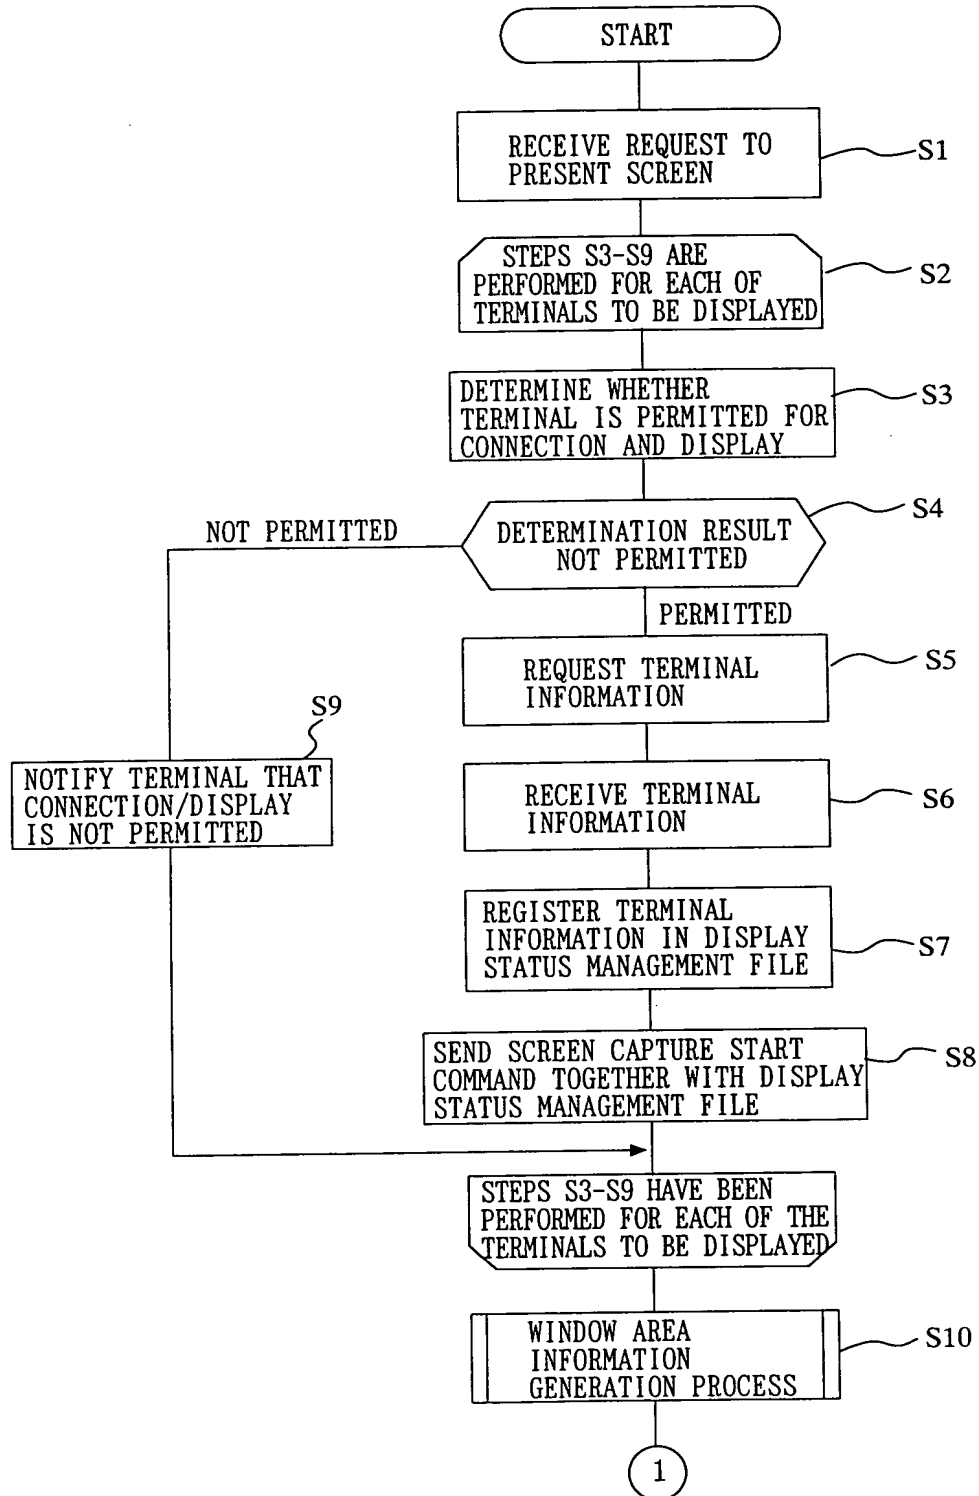 START
RECEIVE REQUEST TO
PRESENT SCREEN
S1
STEPS S3-S9 ARE
PERFORMED FOR EACH OF
TERMINALS TO BE DISPLAYED
S2
DETERMINE WHETHER
TERMINAL IS PERMITTED FOR
CONNECTION AND DISPLAY
S3
DETERMINATION RESULT
NOT PERMITTED
S4
NOT PERMITTED
PERMITTED
REQUEST TERMINAL
INFORMATION
S5
S9
NOTIFY TERMINAL THAT
CONNECTION/DISPLAY
IS NOT PERMITTED
RECEIVE TERMINAL
INFORMATION
S6
REGISTER TERMINAL
INFORMATION IN DISPLAY
STATUS MANAGEMENT FILE
S7
SEND SCREEN CAPTURE START
COMMAND TOGETHER WITH DISPLAY
STATUS MANAGEMENT FILE
S8
STEPS S3-S9 HAVE BEEN
PERFORMED FOR EACH OF THE
TERMINALS TO BE DISPLAYED
WINDOW AREA
INFORMATION
GENERATION PROCESS
S10
1